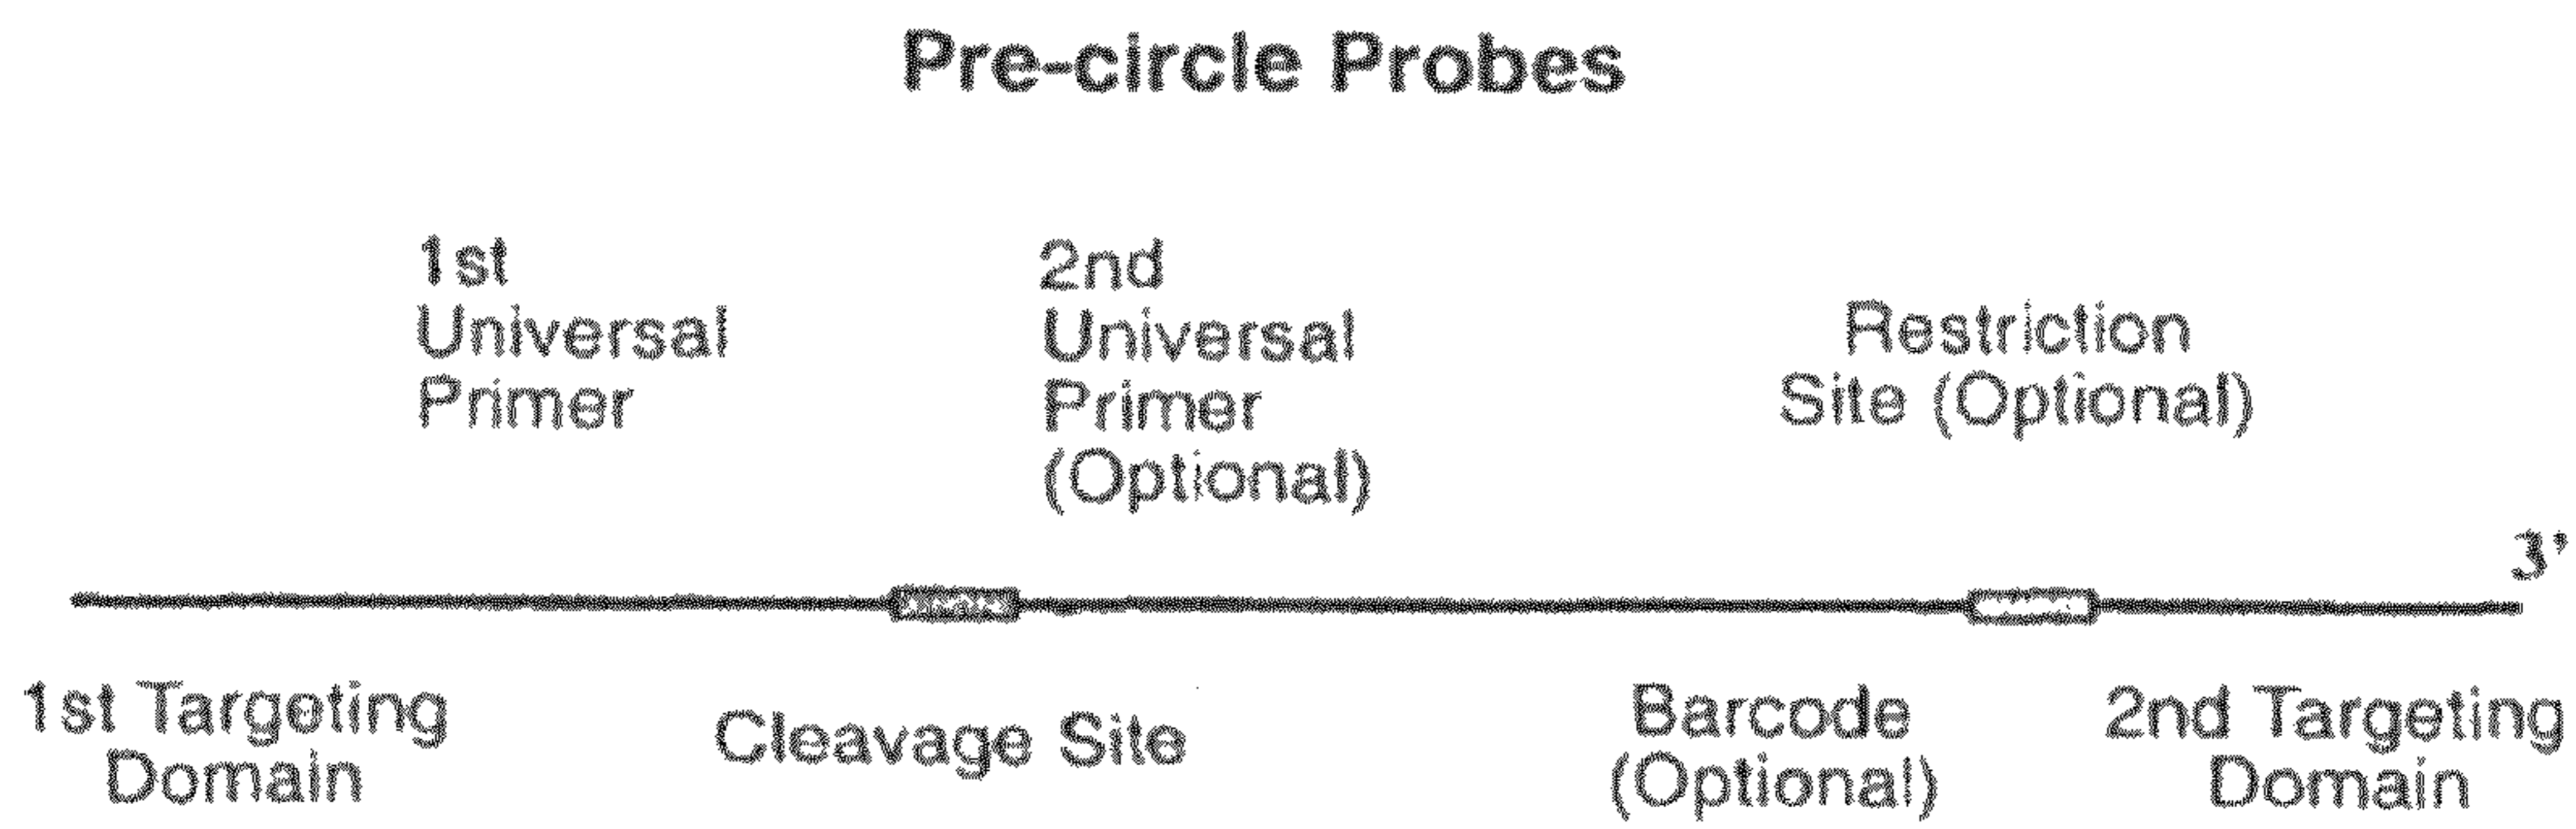 Pre-circle Probes
1st
Universal
Primer
2nd
Universal
Primer
(Optional)
Restriction
Site (Optional)
3'
1st Targeting
Domain
Cleavage Site
Barcode
(Optional)
2nd Targeting
Domain